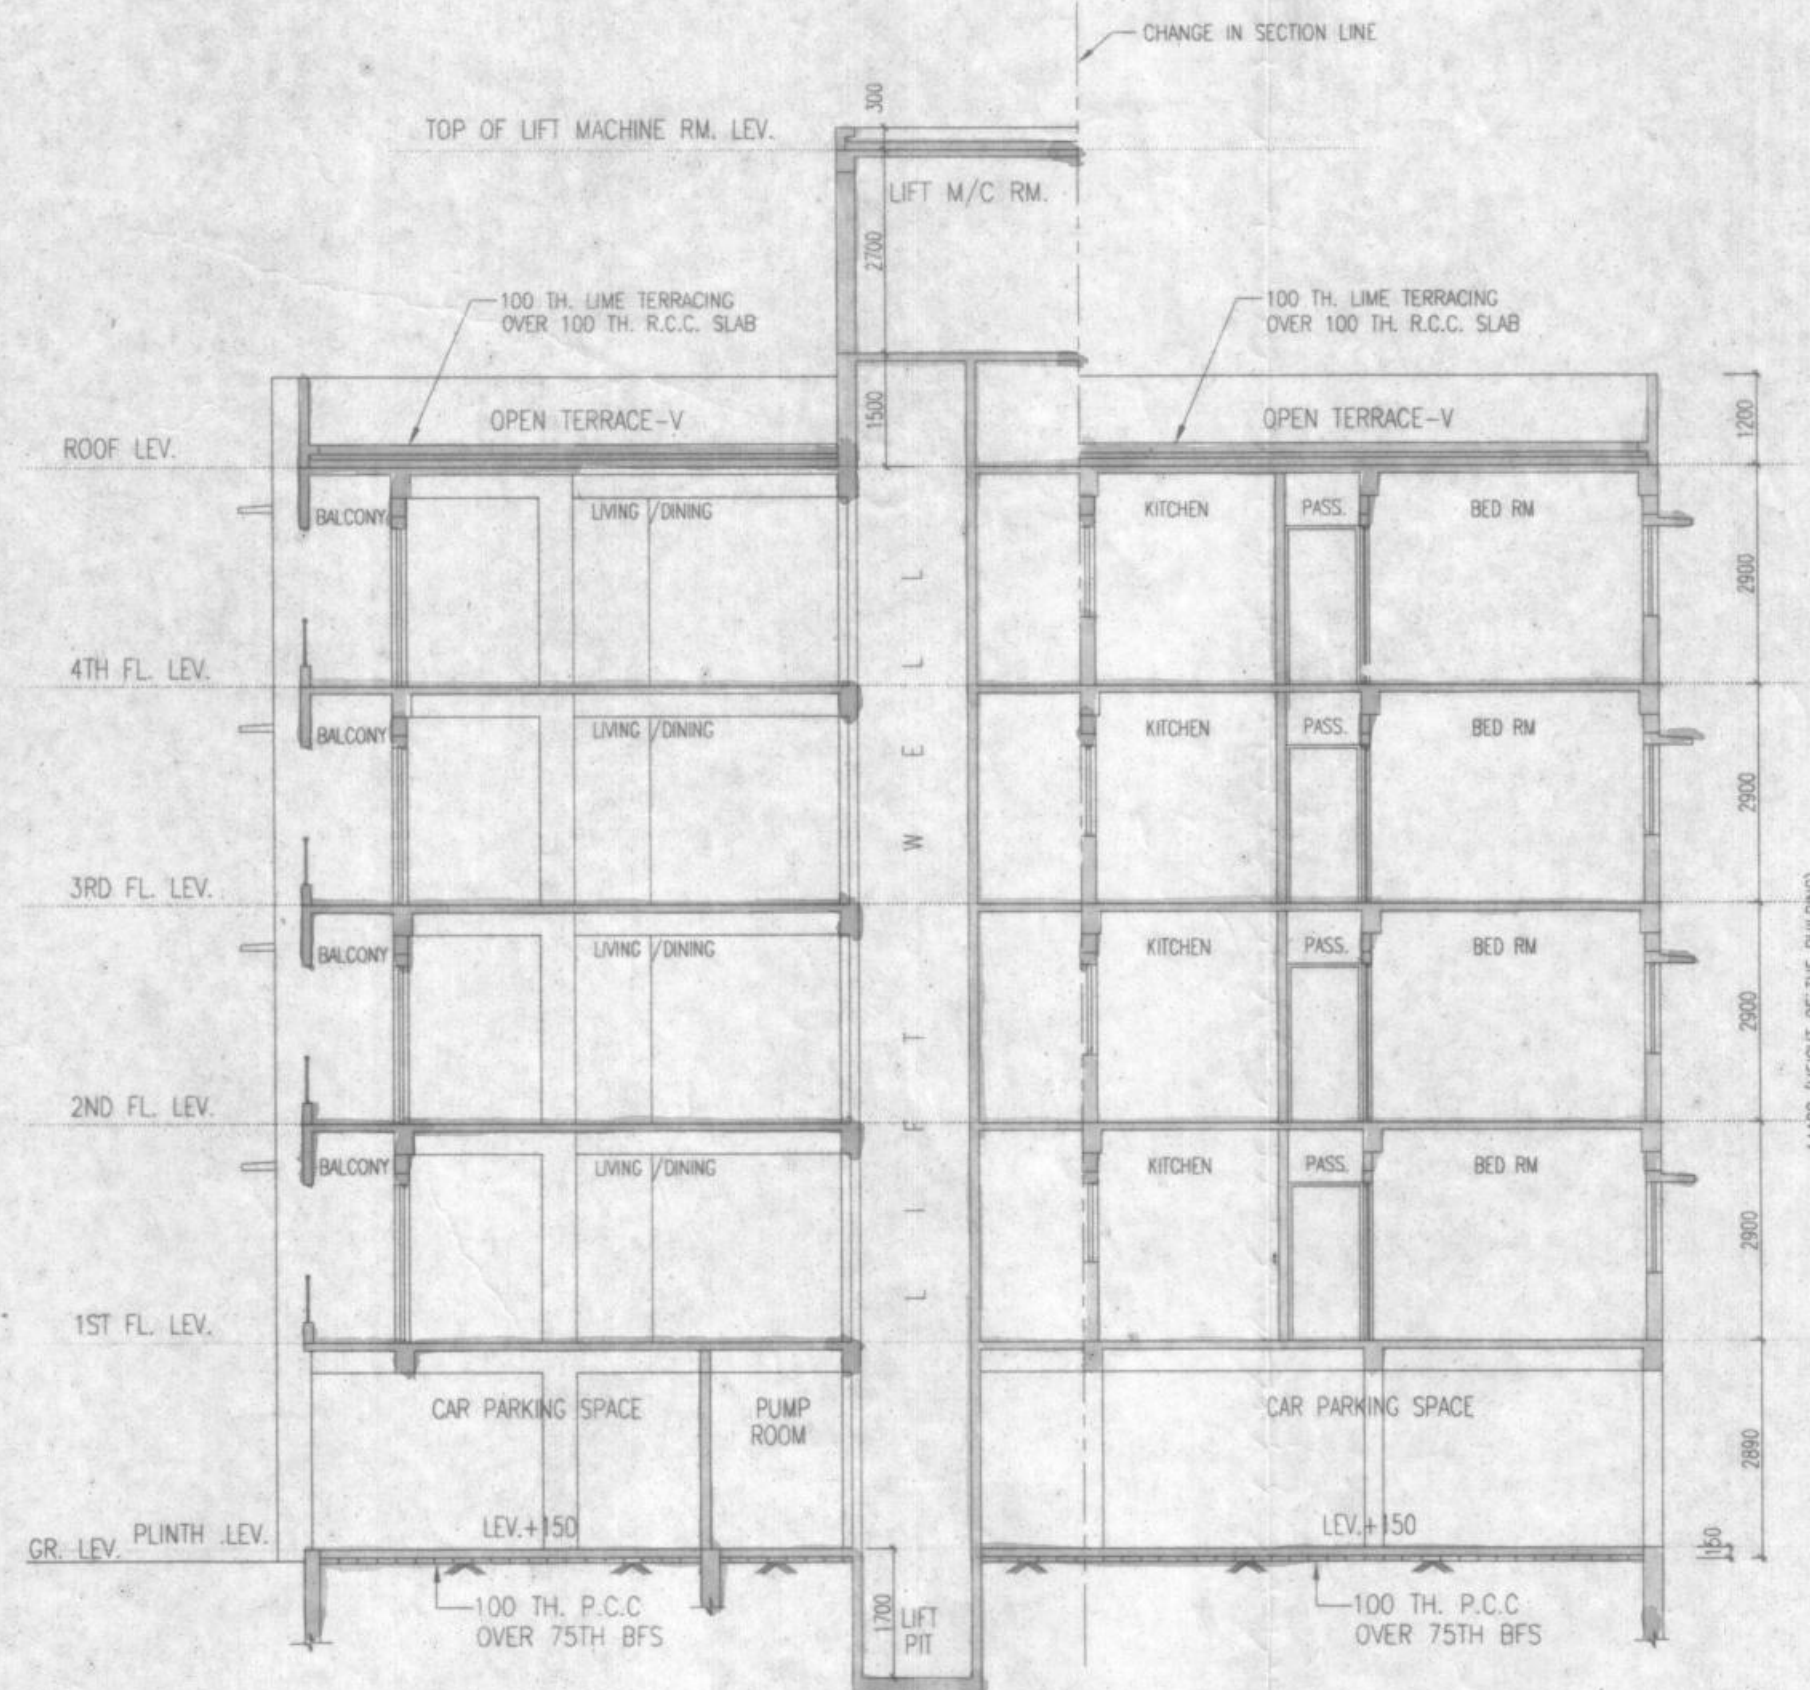 CHANGE IN SECTION LINE
300
TOP OF LIFT MACHINE RM. LEV.
LIFT M/C RM.
2700
100 TH. LIME TERRACING
OVER 100 TH. R.C.C. SLAB
100 TH. LIME TERRACING
OVER 100 TH. R.C.C. SLAB
1500
OPEN TERRACE-V
OPEN TERRACE-V
1200
ROOF LEV.
BALCONY
LIVING /DINING
KITCHEN
PASS.
BED RM
2900
4TH FL. LEV.
BALCONY
LIVING /DINING
KITCHEN
PASS.
BED RM
2900
3RD FL. LEV.
BALCONY
LIVING /DINING
KITCHEN
PASS.
BED RM
2900
2ND FL. LEV.
BALCONY
LIVING /DINING
KITCHEN
PASS.
BED RM
2900
1ST FL. LEV.
LIFT WELL
CAR PARKING SPACE
PUMP
ROOM
CAR PARKING SPACE
2890
LEV.+150
LEV.+150
GR. LEV.
PLINTH .LEV.
150
100 TH. P.C.C
OVER 75TH BFS
1700
LIFT
PIT
100 TH. P.C.C
OVER 75TH BFS